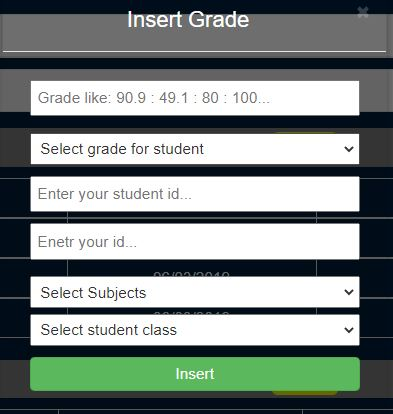 Insert Grade
×
Grade like: 90.9 : 49.1 : 80 : 100...
Select grade for student
Enter your student id...
Enetr your id...
Select Subjects
Select student class
Insert